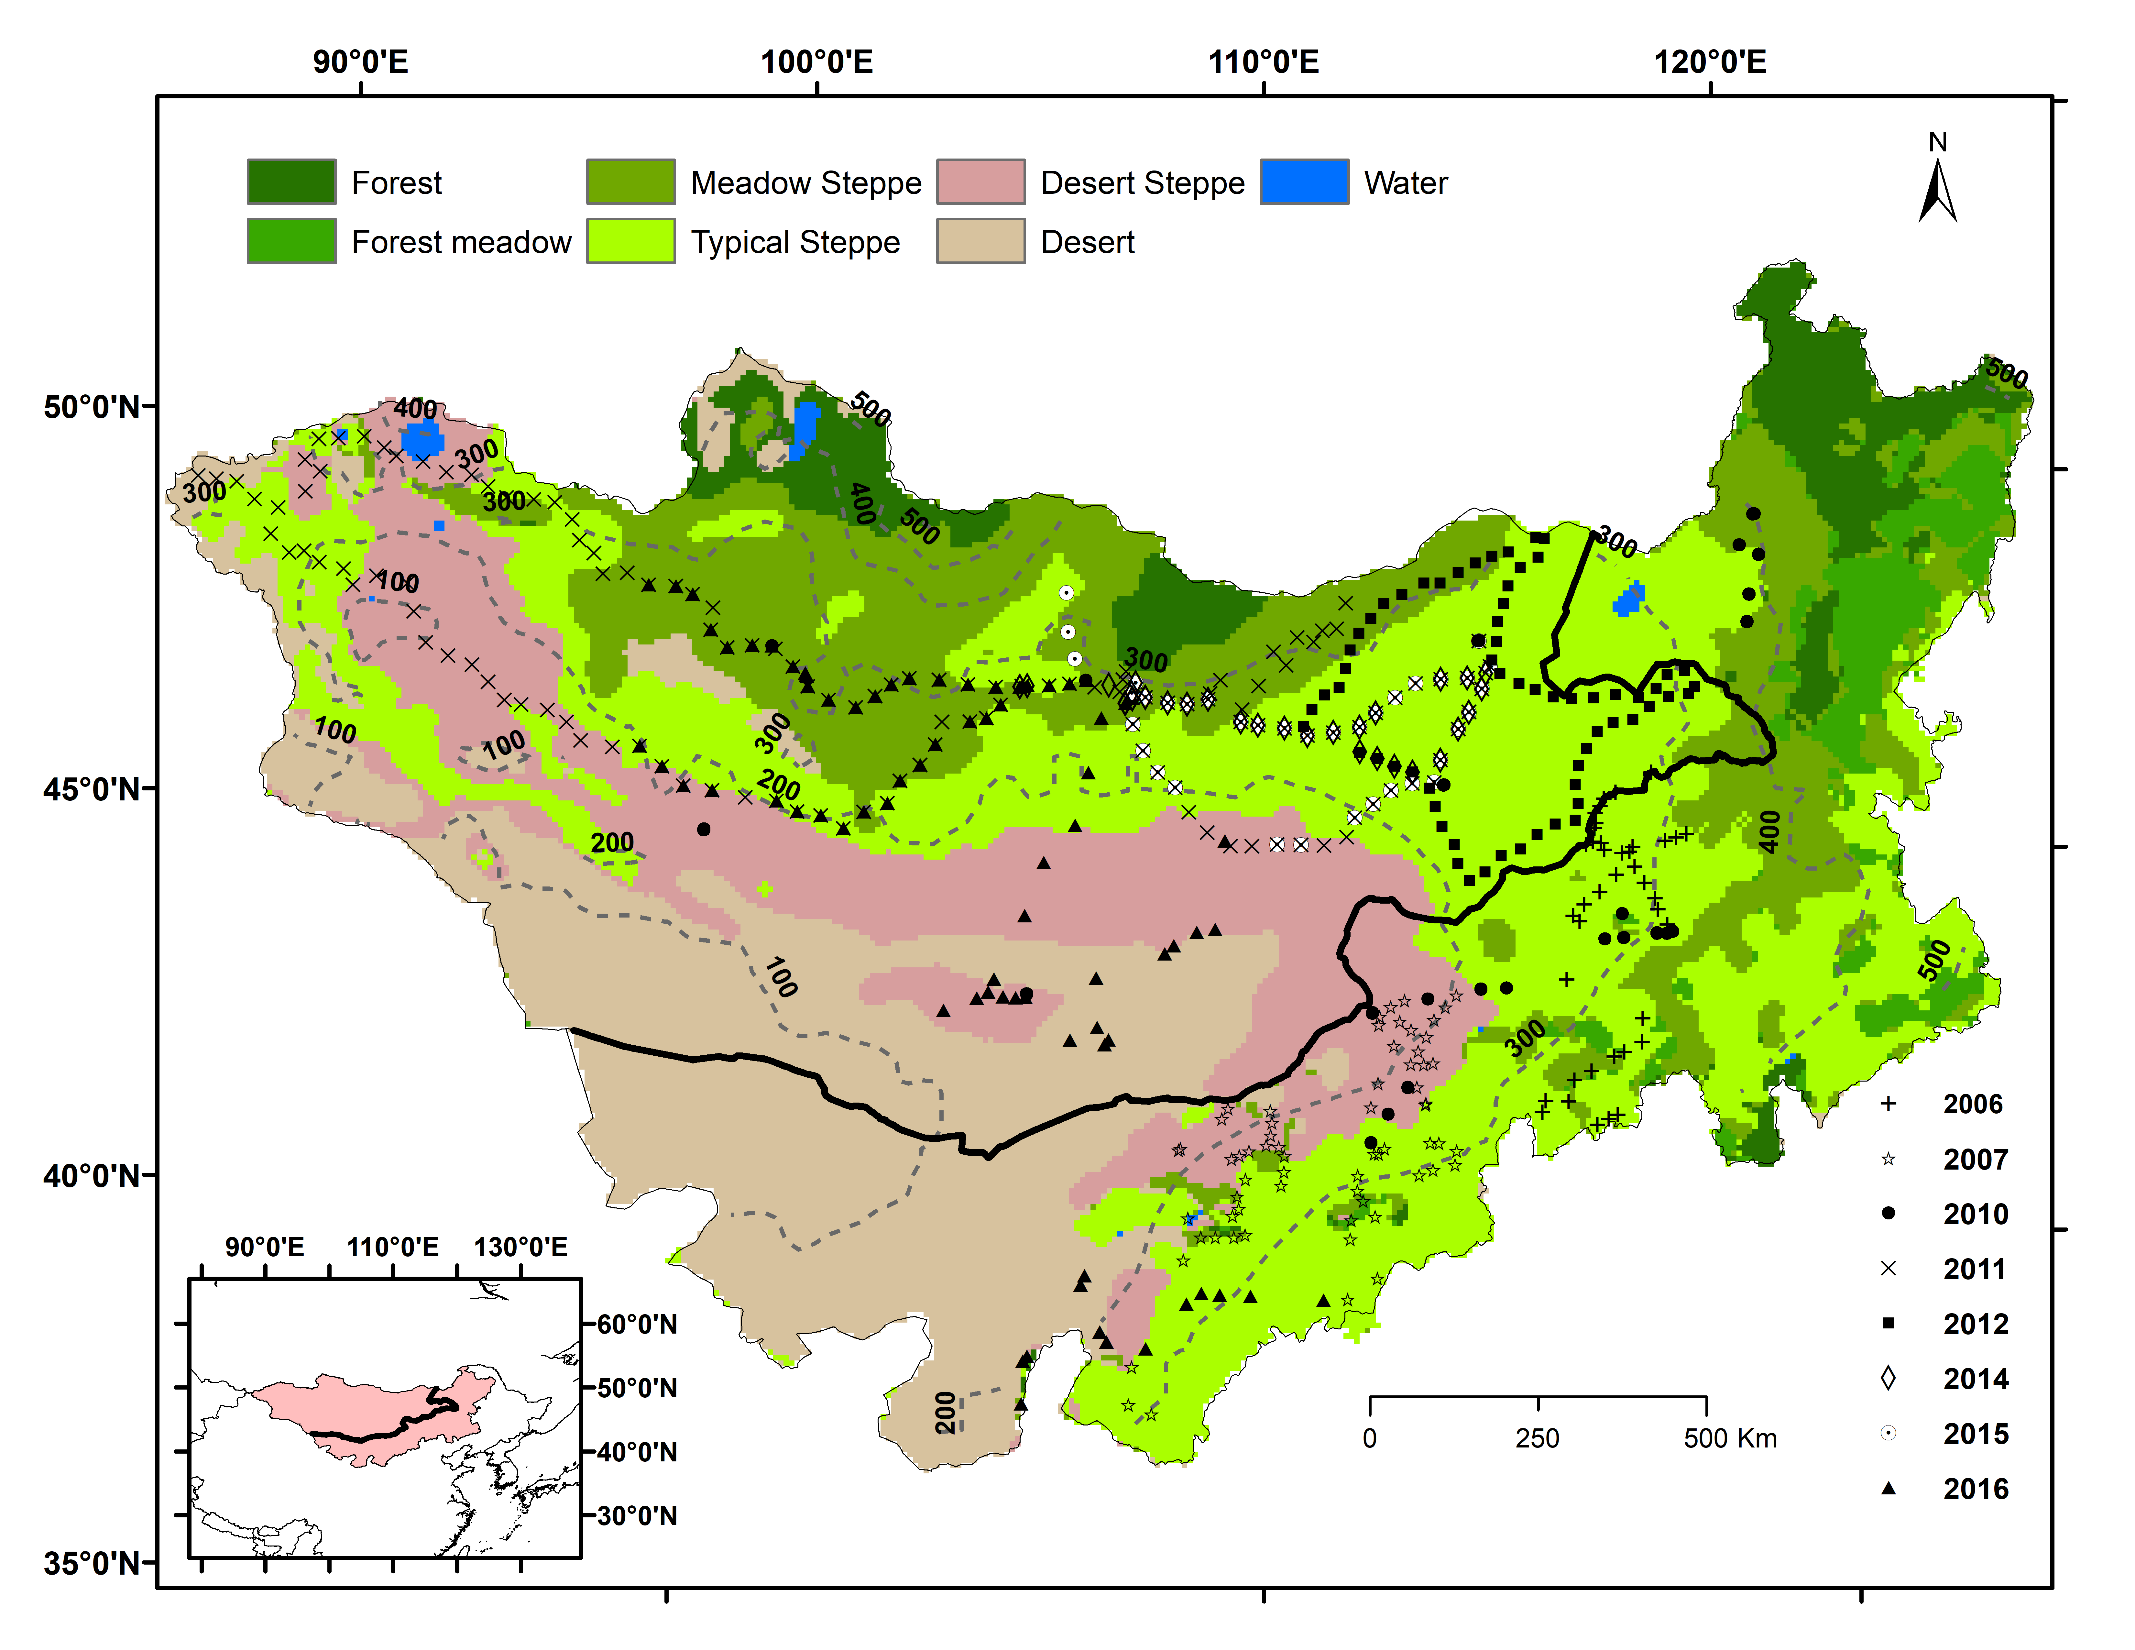 90°0'E 100°0'E 110°0'E 120°0'E
N
Forest Meadow Steppe Desert Steppe Water
Forest meadow Typical Steppe Desert
500
500
50°0'N
400
300
300
300
400
500
300
100
300
100
100
300
200
45°0'N
200
400
100
500
300
2006
40°0'N
2007
2010
90°0'E 110°0'E 130°0'E
2011
60°0'N
2012
50°0'N
2014
200
0 250 500 Km
2015
40°0'N
2016
30°0'N
35°0'N